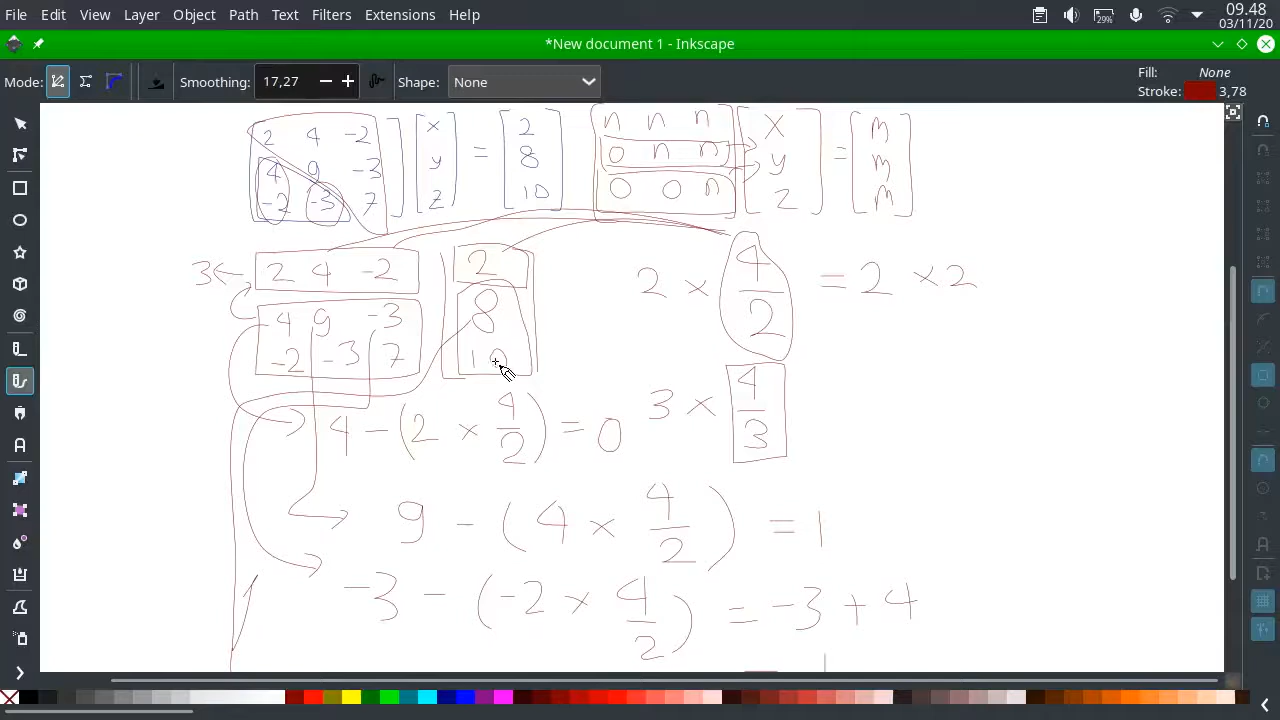 File Edit View Layer Object Path Text Filters Extensions Help 29% 09.48
03/11/20
*New document 1 - Inkscape
Mode: Smoothing: 17,27 − + Shape: None Fill: None
Stroke: 3,78
2 4 -2 x = 2 n n n x = m
4 9 -3 y 8 0 n n y m
-2 -3 7 z 10 0 0 n z m
3 ← 2 4 -2 2
4 9 -3 8
-2 -3 7 10
2 × 4/2 = 2 × 2
3 × 4/3
4 − (2 × 4/2) = 0
9 − (4 × 4/2) = 1
-3 − (-2 × 4/2) = -3 + 4